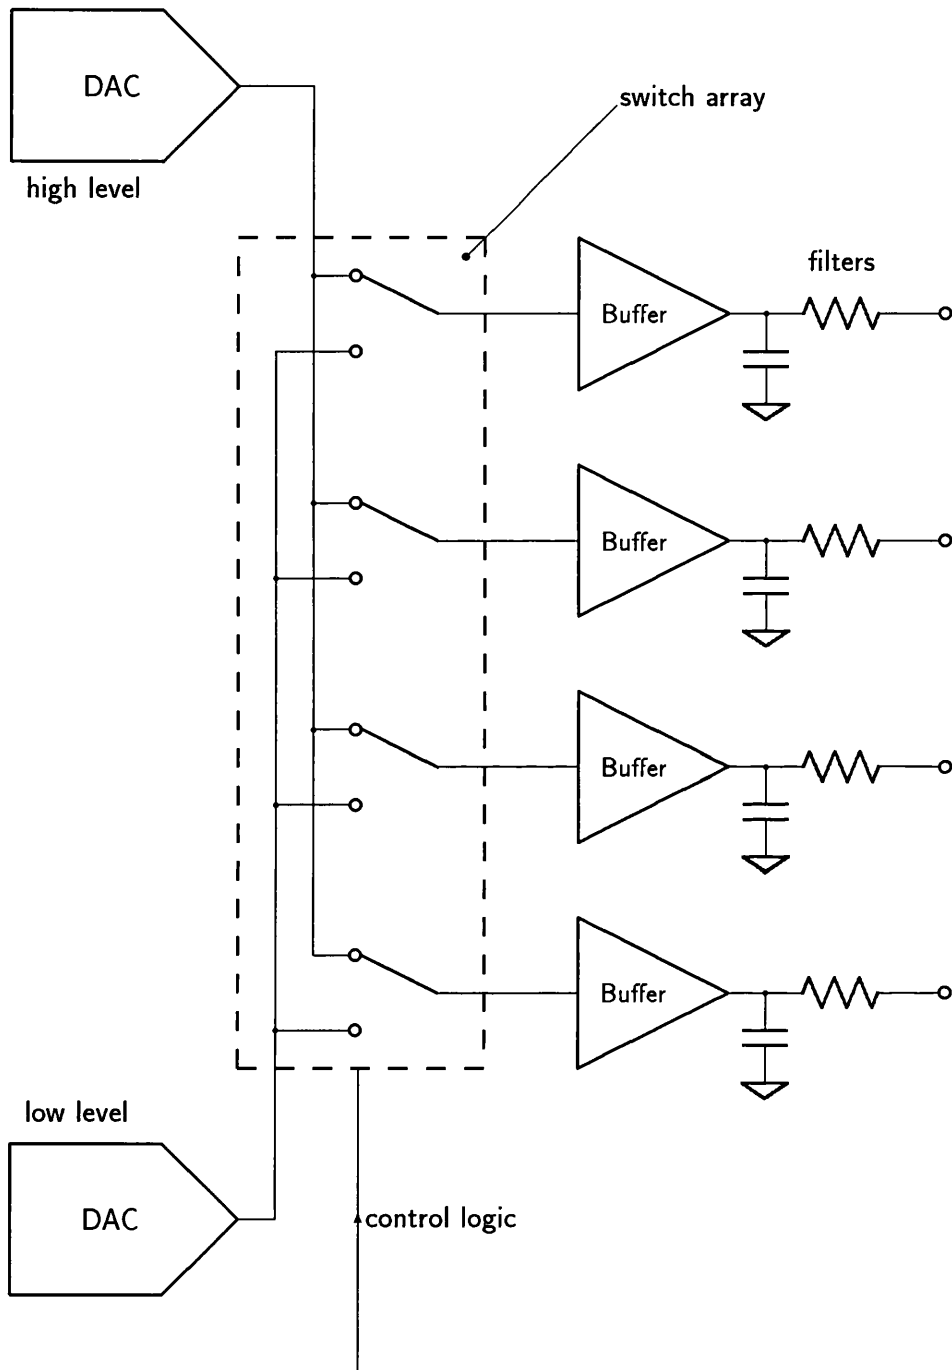 DAC
high level
switch array
filters
Buffer
Buffer
Buffer
Buffer
low level
DAC
control logic